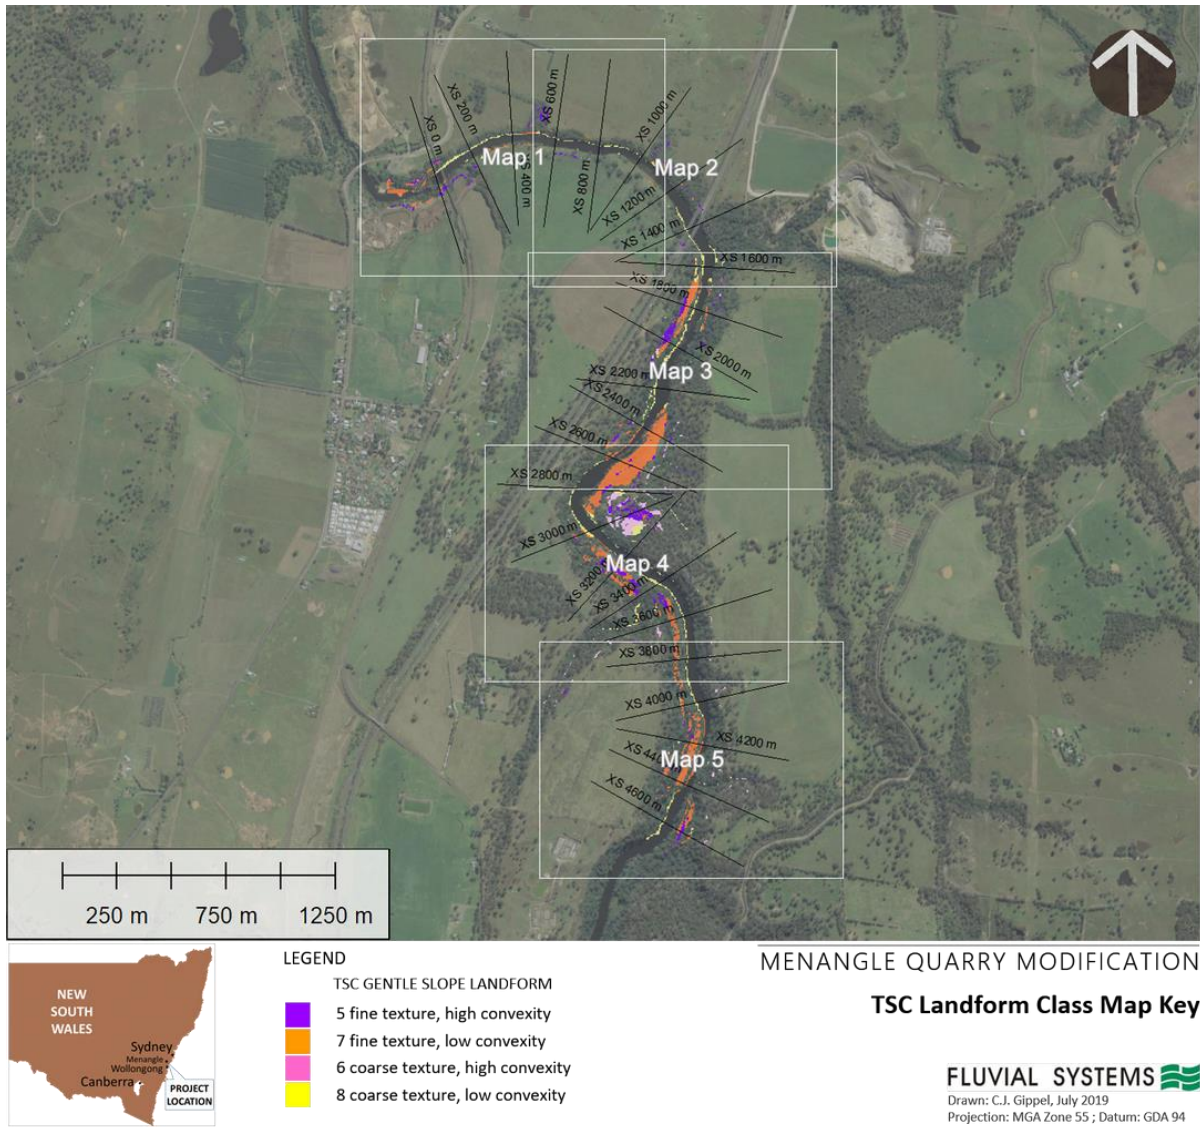 XS 0 m
XS 200 m
XS 400 m
XS 600 m
XS 800 m
XS 1000 m
Map 1
Map 2
XS 1200m
XS 1400 m
XS 1600 m
XS 1800 m
XS 2000 m
XS 2200 m
Map 3
XS 2400 m
XS 2600 m
XS 2800 m
XS 3000 m
Map 4
XS 3200
XS 3400 m
XS 3600 m
XS 3800 m
XS 4000 m
XS 4200 m
XS 44
Map 5
XS 4600 m
250 m 750 m 1250 m
NEW
SOUTH
WALES
Sydney
Menangle
Wollongong
Canberra
PROJECT
LOCATION
LEGEND
TSC GENTLE SLOPE LANDFORM
5 fine texture, high convexity
7 fine texture, low convexity
6 coarse texture, high convexity
8 coarse texture, low convexity
MENANGLE QUARRY MODIFICATION
TSC Landform Class Map Key
FLUVIAL SYSTEMS
Drawn: C.J. Gippel, July 2019
Projection: MGA Zone 55 ; Datum: GDA 94